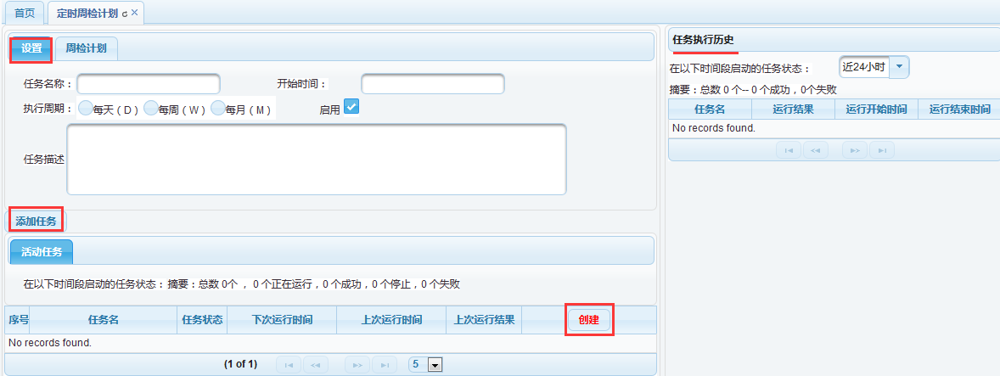 首页 定时周检计划
设置 周检计划
任务名称： 开始时间：
执行周期： 每天（D） 每周（W） 每月（M） 启用
任务描述
添加任务
活动任务
在以下时间段启动的任务状态： 摘要：总数 0个 ， 0 个正在运行，0 个成功，0 个停止，0 个失败
序号 任务名 任务状态 下次运行时间 上次运行时间 上次运行结果 创建
No records found.
(1 of 1) 5
任务执行历史
在以下时间段启动的任务状态： 近24小时
摘要：总数 0 个-- 0 个成功，0个失败
任务名 运行结果 运行开始时间 运行结束时间
No records found.